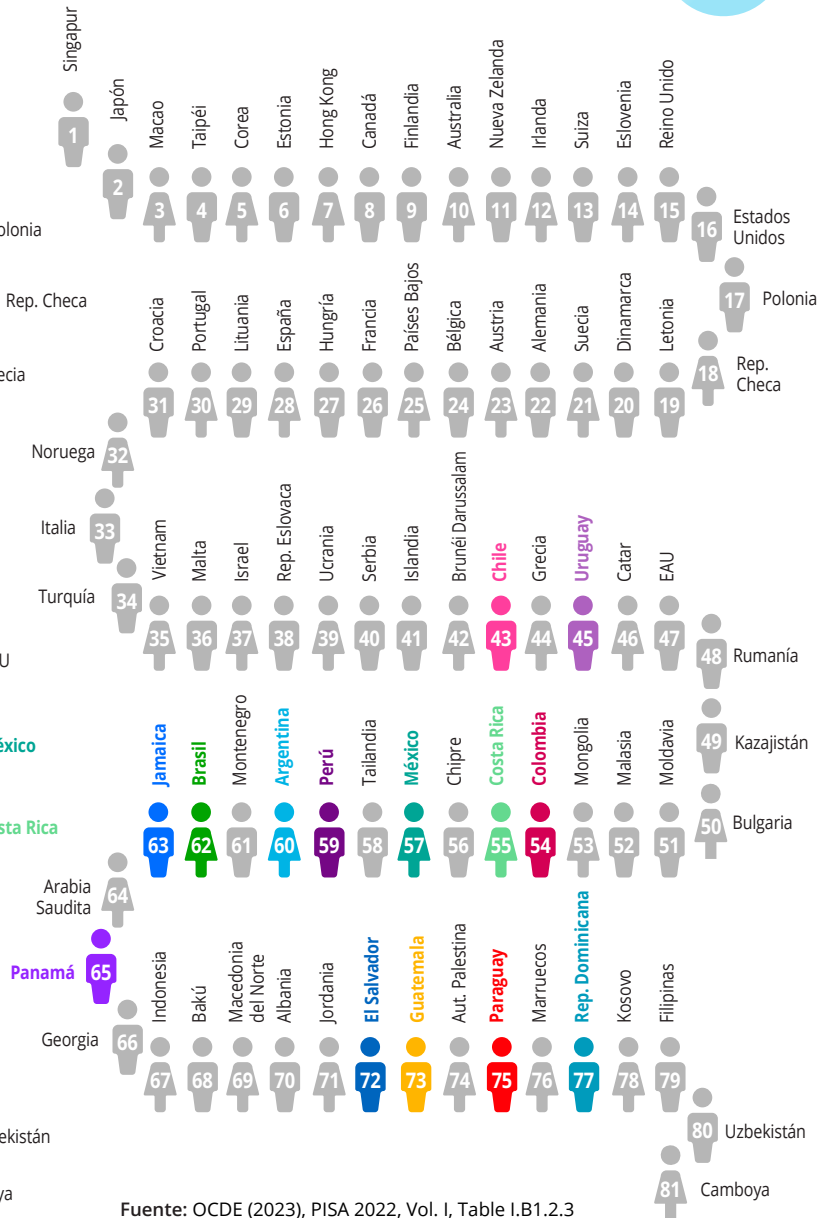 Singapur
1
Japón
2
Macao
3
Taipéi
4
Corea
5
Estonia
6
Hong Kong
7
Canadá
8
Finlandia
9
Australia
10
Nueva Zelanda
11
Irlanda
12
Suiza
13
Eslovenia
14
Reino Unido
15
16
Estados
Unidos
17
Polonia
18
Rep.
Checa
Letonia
19
Dinamarca
20
Suecia
21
Alemania
22
Austria
23
Bélgica
24
Países Bajos
25
Francia
26
Hungría
27
España
28
Lituania
29
Portugal
30
Croacia
31
Noruega
32
Italia
33
Turquía
34
Vietnam
35
Malta
36
Israel
37
Rep. Eslovaca
38
Ucrania
39
Serbia
40
Islandia
41
Brunéi Darussalam
42
Chile
43
Grecia
44
Uruguay
45
Catar
46
EAU
47
48
Rumanía
49
Kazajistán
50
Bulgaria
Moldavia
51
Malasia
52
Mongolia
53
Colombia
54
Costa Rica
55
Chipre
56
México
57
Tailandia
58
Perú
59
Argentina
60
Montenegro
61
Brasil
62
Jamaica
63
Arabia
Saudita
64
Panamá
65
Georgia
66
Indonesia
67
Bakú
68
Macedonia
del Norte
69
Albania
70
Jordania
71
El Salvador
72
Guatemala
73
Aut. Palestina
74
Paraguay
75
Marruecos
76
Rep. Dominicana
77
Kosovo
78
Filipinas
79
80
Uzbekistán
81
Camboya
olonia
Rep. Checa
ecia
U
éxico
sta Rica
ekistán
ya
Fuente: OCDE (2023), PISA 2022, Vol. I, Table I.B1.2.3